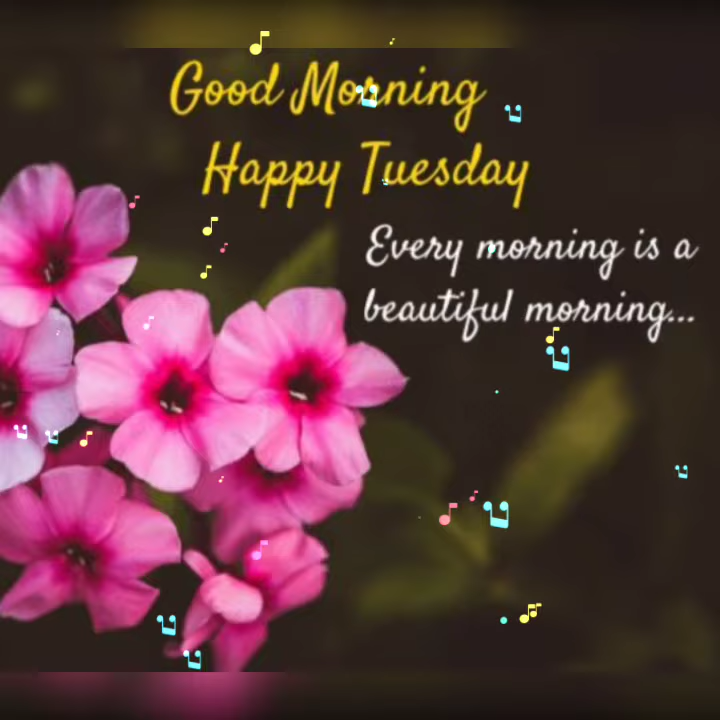 Good Morning
Happy Tuesday
Every morning is a
beautiful morning...